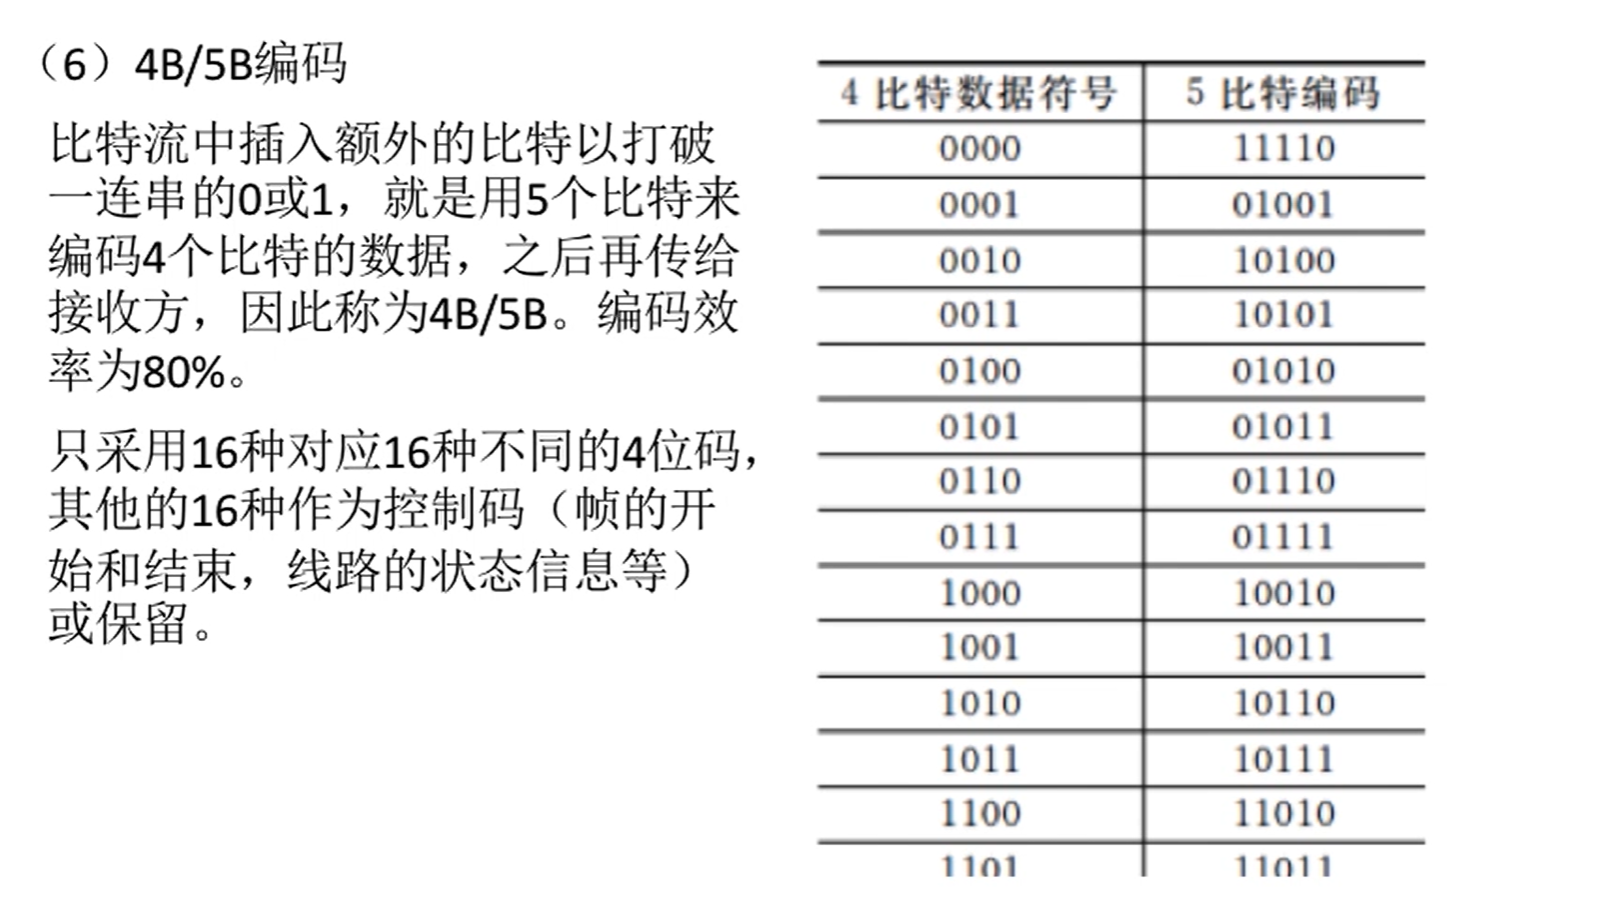 （6）4B/5B编码
比特流中插入额外的比特以打破
一连串的0或1，就是用5个比特来
编码4个比特的数据，之后再传给
接收方，因此称为4B/5B。编码效
率为80%。
只采用16种对应16种不同的4位码，
其他的16种作为控制码（帧的开
始和结束，线路的状态信息等）
或保留。
4 比特数据符号 5 比特编码
0000 11110
0001 01001
0010 10100
0011 10101
0100 01010
0101 01011
0110 01110
0111 01111
1000 10010
1001 10011
1010 10110
1011 10111
1100 11010
1101 11011